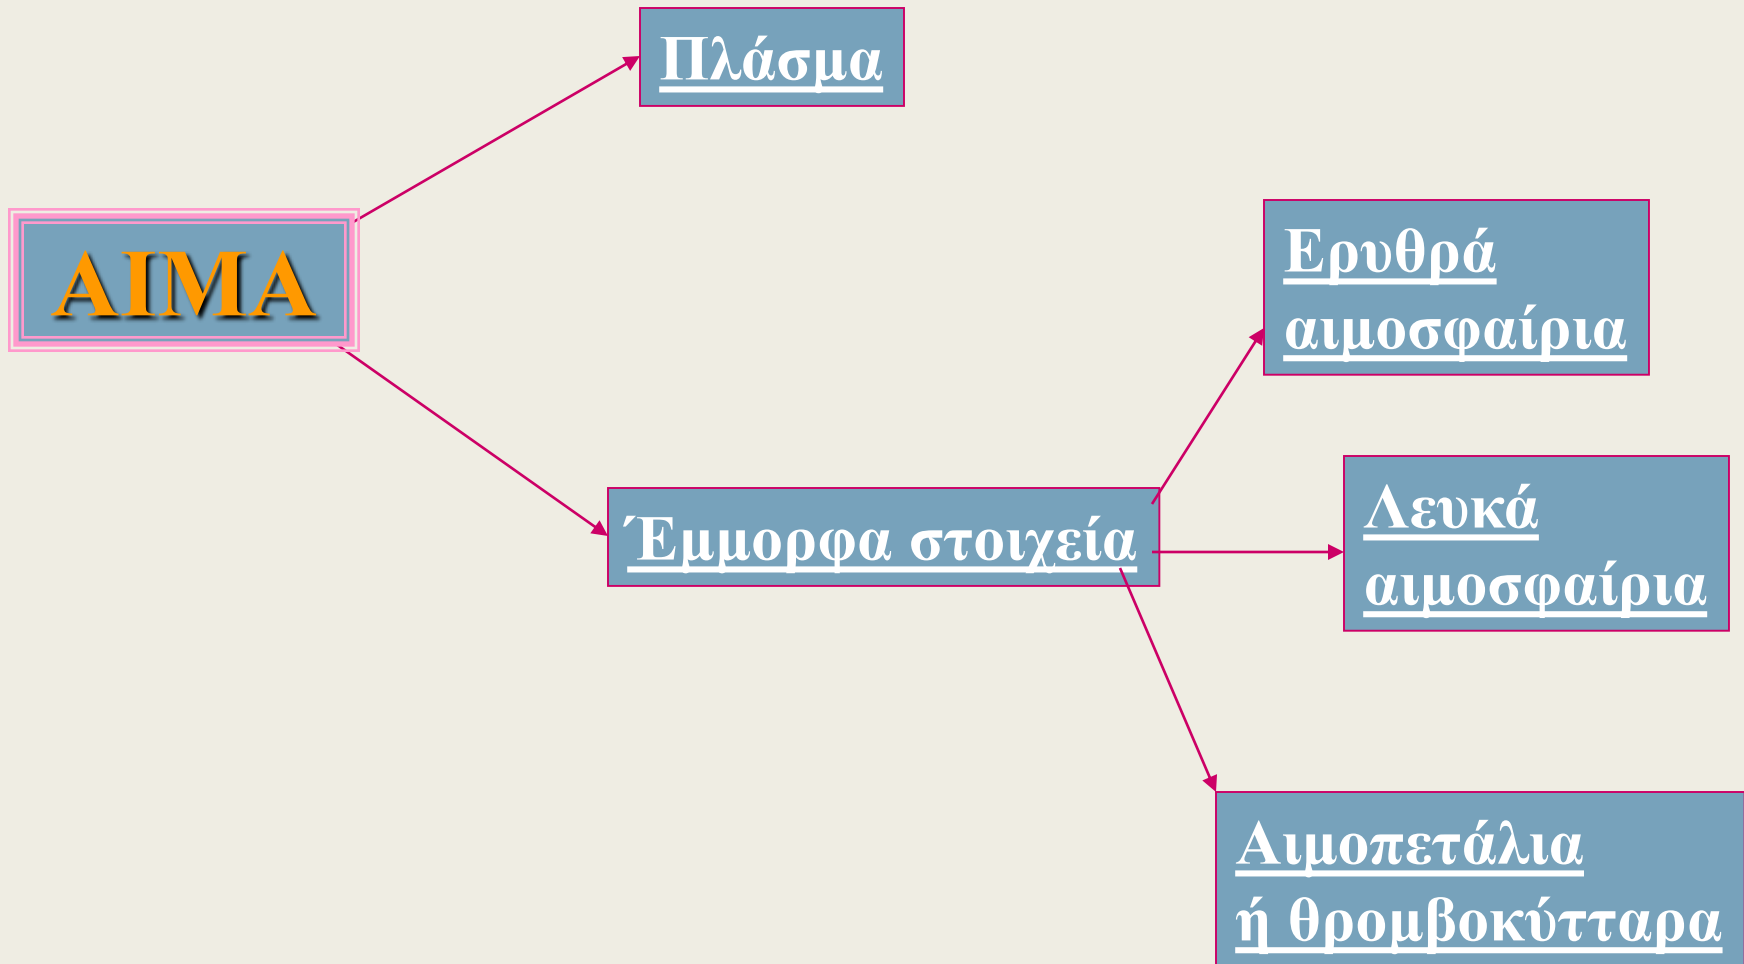 Πλάσμα
ΑΙΜΑ
Ερυθρά
αιμοσφαίρια
Λευκά
αιμοσφαίρια
Έμμορφα στοιχεία
Αιμοπετάλια
ή θρομβοκύτταρα